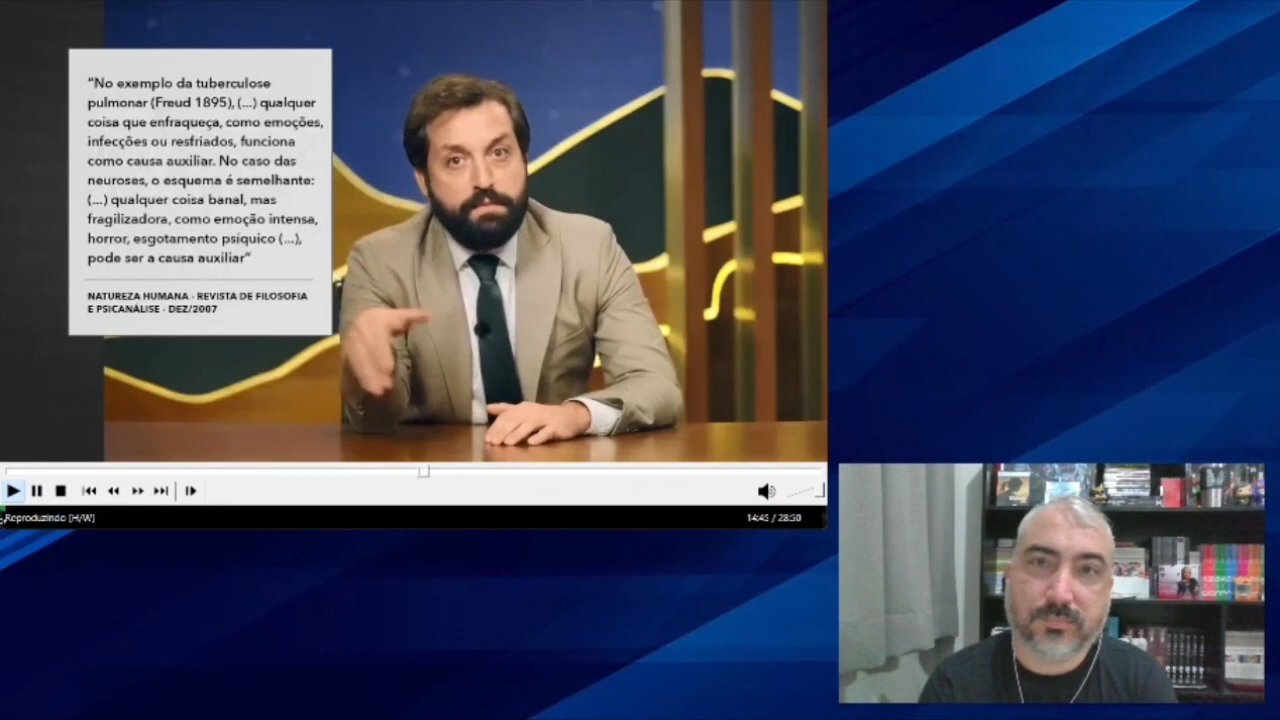 “No exemplo da tuberculose
pulmonar (Freud 1895), (...) qualquer
coisa que enfraqueça, como emoções,
infecções ou resfriados, funciona
como causa auxiliar. No caso das
neuroses, o esquema é semelhante:
(...) qualquer coisa banal, mas
fragilizadora, como emoção intensa,
horror, esgotamento psíquico (...),
pode ser a causa auxiliar”
NATUREZA HUMANA - REVISTA DE FILOSOFIA
E PSICANÁLISE - DEZ/2007
Reproduzindo [H/W]
14:45 / 28:50